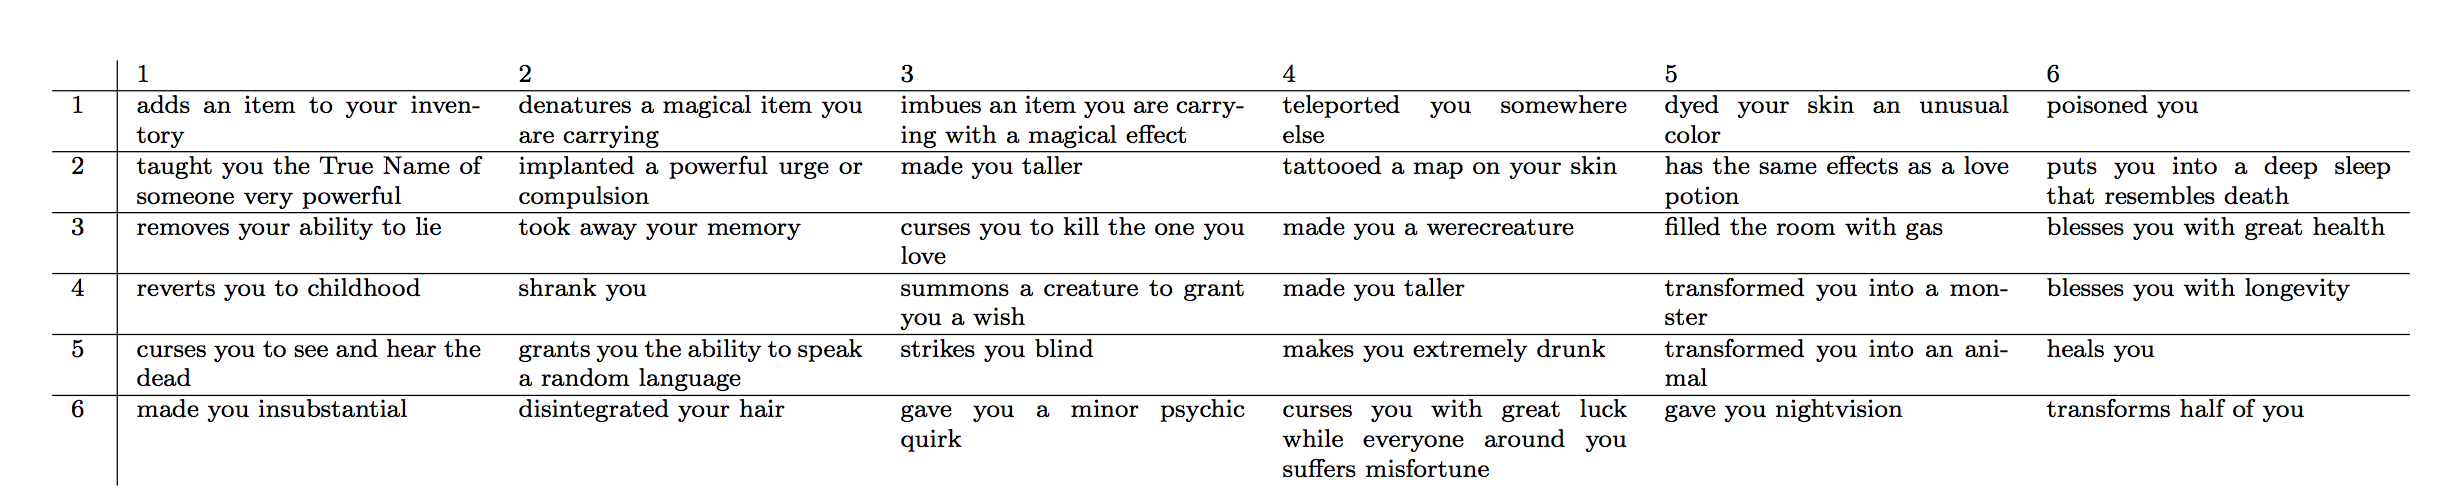 1 2 3 4 5 6
1 adds an item to your inven- denatures a magical item you imbues an item you are carry- teleported you somewhere dyed your skin an unusual poisoned you
tory are carrying ing with a magical effect else color
2 taught you the True Name of implanted a powerful urge or made you taller tattooed a map on your skin has the same effects as a love puts you into a deep sleep
someone very powerful compulsion potion that resembles death
3 removes your ability to lie took away your memory curses you to kill the one you made you a werecreature filled the room with gas blesses you with great health
love
4 reverts you to childhood shrank you summons a creature to grant made you taller transformed you into a mon- blesses you with longevity
you a wish ster
5 curses you to see and hear the grants you the ability to speak strikes you blind makes you extremely drunk transformed you into an ani- heals you
dead a random language mal
6 made you insubstantial disintegrated your hair gave you a minor psychic curses you with great luck gave you nightvision transforms half of you
quirk while everyone around you
suffers misfortune